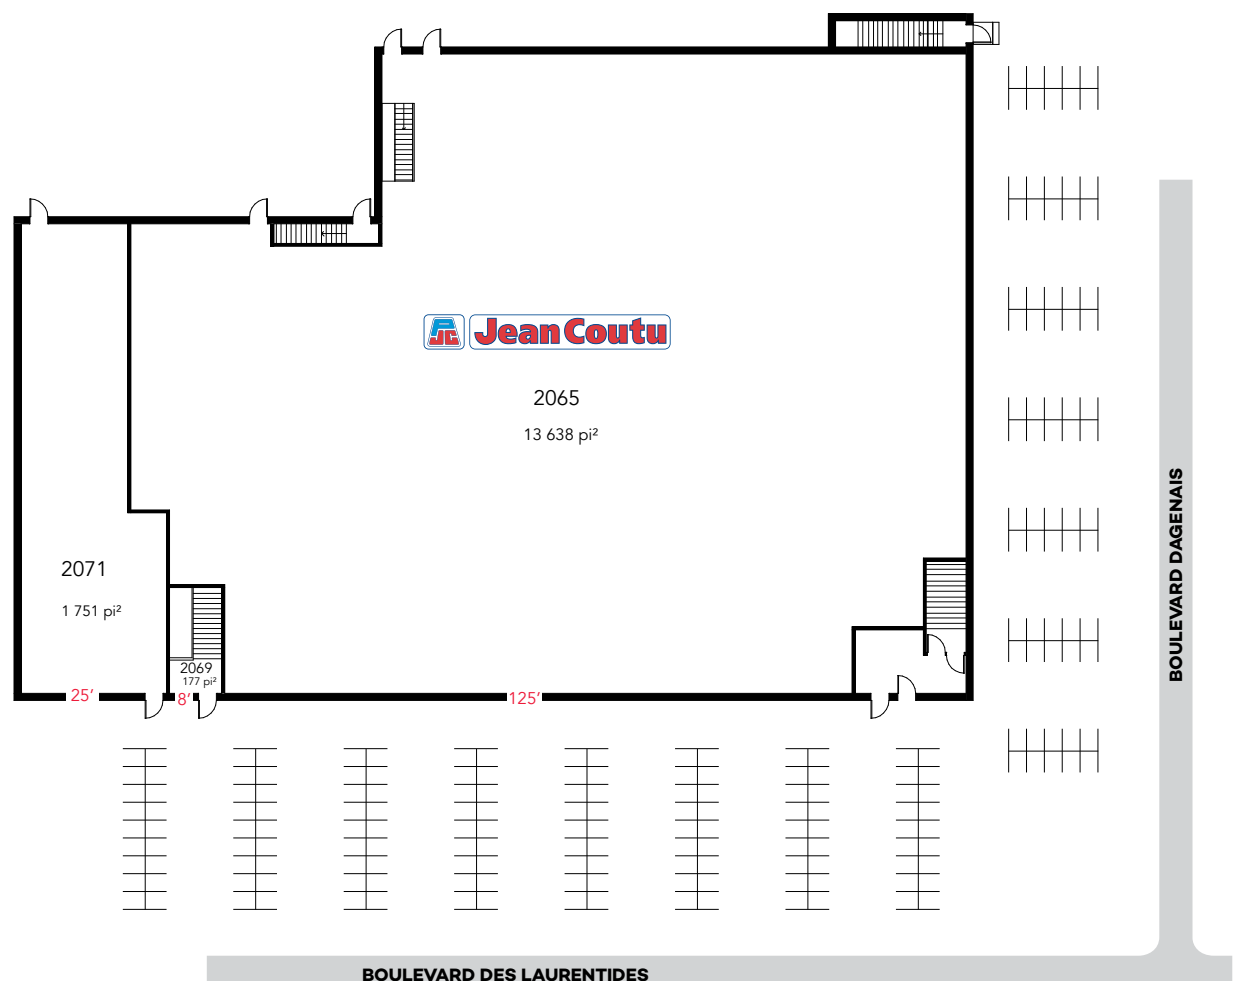 PJC Jean Coutu
2065
13 638 pi²
2071
1 751 pi²
2069
177 pi²
25'
8'
125'
BOULEVARD DAGENAIS
BOULEVARD DES LAURENTIDES